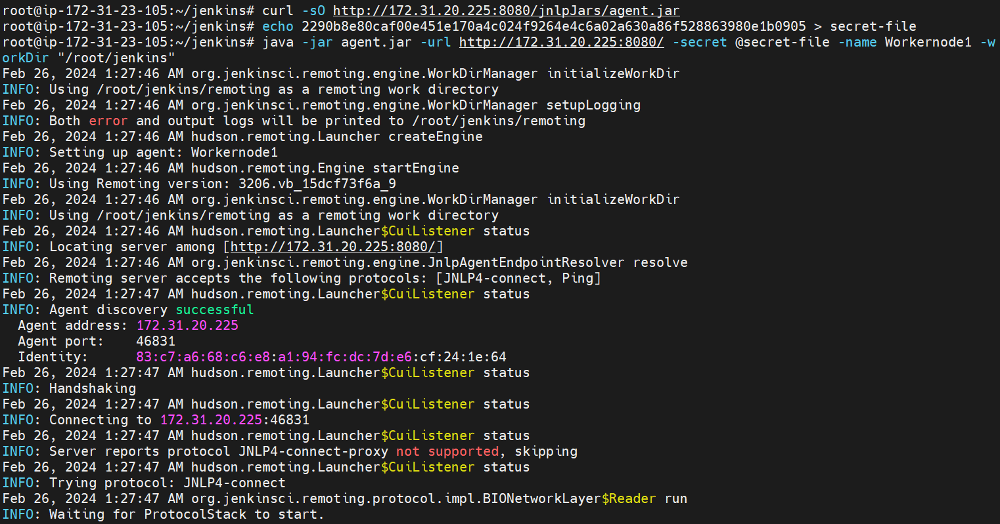 root@ip-172-31-23-105:~/jenkins# curl -sO http://172.31.20.225:8080/jnlpJars/agent.jar
root@ip-172-31-23-105:~/jenkins# echo 2290b8e80caf00e451e170a4c024f9264e4c6a02a630a86f528863980e1b0905 > secret-file
root@ip-172-31-23-105:~/jenkins# java -jar agent.jar -url http://172.31.20.225:8080/ -secret @secret-file -name Workernode1 -w
orkDir "/root/jenkins"
Feb 26, 2024 1:27:46 AM org.jenkinsci.remoting.engine.WorkDirManager initializeWorkDir
INFO: Using /root/jenkins/remoting as a remoting work directory
Feb 26, 2024 1:27:46 AM org.jenkinsci.remoting.engine.WorkDirManager setupLogging
INFO: Both error and output logs will be printed to /root/jenkins/remoting
Feb 26, 2024 1:27:46 AM hudson.remoting.Launcher createEngine
INFO: Setting up agent: Workernode1
Feb 26, 2024 1:27:46 AM hudson.remoting.Engine startEngine
INFO: Using Remoting version: 3206.vb_15dcf73f6a_9
Feb 26, 2024 1:27:46 AM org.jenkinsci.remoting.engine.WorkDirManager initializeWorkDir
INFO: Using /root/jenkins/remoting as a remoting work directory
Feb 26, 2024 1:27:46 AM hudson.remoting.Launcher$CuiListener status
INFO: Locating server among [http://172.31.20.225:8080/]
Feb 26, 2024 1:27:46 AM org.jenkinsci.remoting.engine.JnlpAgentEndpointResolver resolve
INFO: Remoting server accepts the following protocols: [JNLP4-connect, Ping]
Feb 26, 2024 1:27:47 AM hudson.remoting.Launcher$CuiListener status
INFO: Agent discovery successful
  Agent address: 172.31.20.225
  Agent port:    46831
  Identity:      83:c7:a6:68:c6:e8:a1:94:fc:dc:7d:e6:cf:24:1e:64
Feb 26, 2024 1:27:47 AM hudson.remoting.Launcher$CuiListener status
INFO: Handshaking
Feb 26, 2024 1:27:47 AM hudson.remoting.Launcher$CuiListener status
INFO: Connecting to 172.31.20.225:46831
Feb 26, 2024 1:27:47 AM hudson.remoting.Launcher$CuiListener status
INFO: Server reports protocol JNLP4-connect-proxy not supported, skipping
Feb 26, 2024 1:27:47 AM hudson.remoting.Launcher$CuiListener status
INFO: Trying protocol: JNLP4-connect
Feb 26, 2024 1:27:47 AM org.jenkinsci.remoting.protocol.impl.BIONetworkLayer$Reader run
INFO: Waiting for ProtocolStack to start.